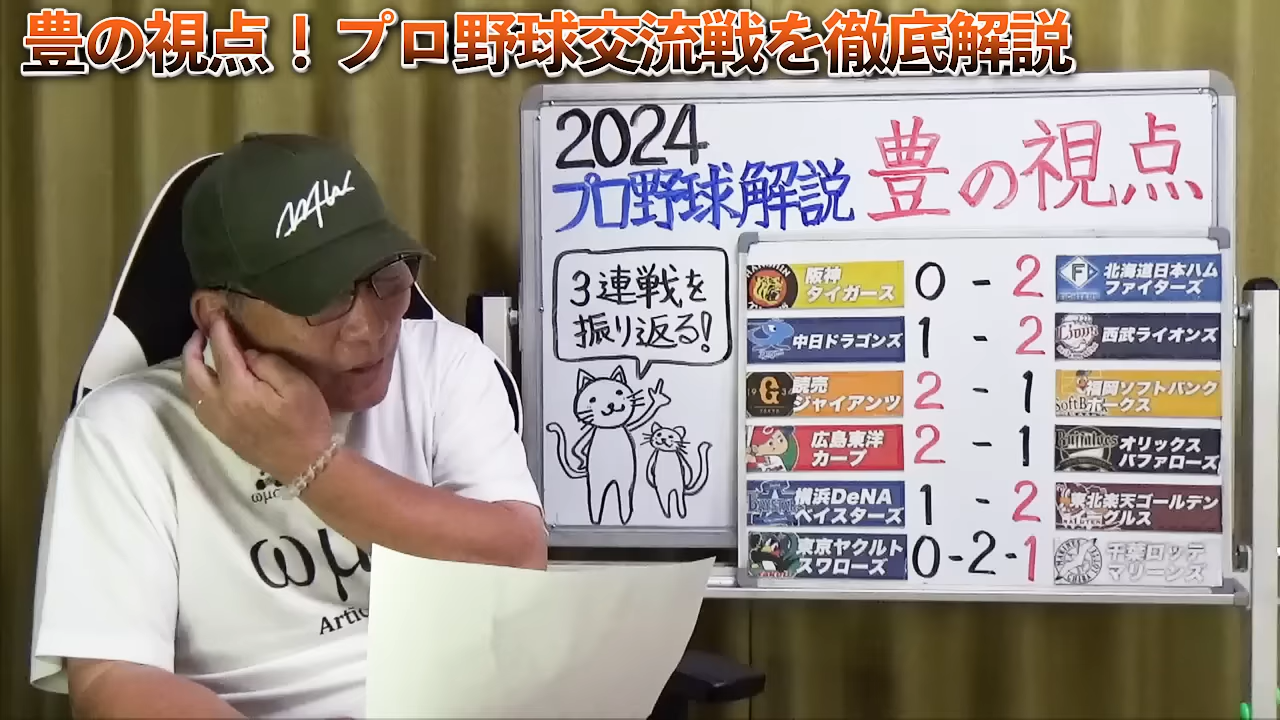 豊の視点！プロ野球交流戦を徹底解説
2024
プロ野球解説
豊の視点
3連戦を
振り返る!
阪神
タイガース
0 - 2
北海道日本ハム
ファイターズ
中日ドラゴンズ
1 - 2
西武ライオンズ
読売
ジャイアンツ
2 - 1
福岡ソフトバンク
ホークス
広島東洋
カープ
2 - 1
オリックス
バファローズ
横浜DeNA
ベイスターズ
1 - 2
東北楽天ゴールデン
イーグルス
東京ヤクルト
スワローズ
0-2-1
千葉ロッテ
マリーンズ
ωμ
Artic